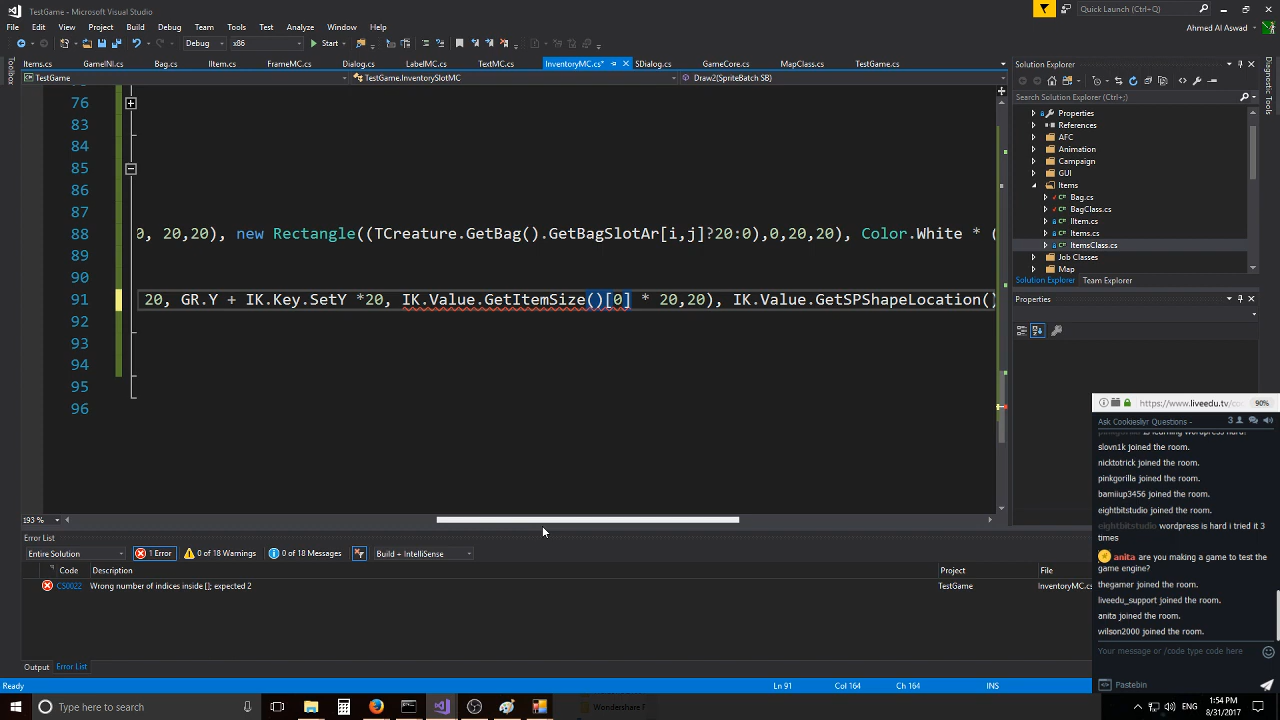 TestGame - Microsoft Visual Studio
Quick Launch (Ctrl+Q)
File Edit View Project Build Debug Team Tools Architecture Test Analyze Window Help
Ahmed Al Aswad
Debug x86 Start
Items.cs GameINI.cs Bag.cs IItem.cs FrameMC.cs Dialog.cs LabelMC.cs TextMC.cs InventoryMC.cs* SDialog.cs GameCore.cs MapClass.cs TestGame.cs
TestGame TestGame.InventorySlotMC Draw2(SpriteBatch SB)
Toolbox
76
83
84
85
86
87
88 0, 20,20), new Rectangle((TCreature.GetBag().GetBagSlotAr[i,j]?20:0),0,20,20), Color.White * (
89
90
91 20, GR.Y + IK.Key.SetY *20, IK.Value.GetItemSize()[0] * 20,20), IK.Value.GetSPShapeLocation()
92
93
94
95
96
193 %
Solution Explorer
Search Solution Explorer (Ctrl+;)
Properties
References
AFC
Animation
Campaign
GUI
Items
Bag.cs
BagClass.cs
IItem.cs
Items.cs
ItemsClass.cs
Job Classes
Map
Solution Explorer Team Explorer
Properties
Diagnostic Tools
Error List
Entire Solution 1 Error 0 of 18 Warnings 0 of 18 Messages Build + IntelliSense
Code Description Project File
CS0022 Wrong number of indices inside []; expected 2 TestGame InventoryMC.cs
Output Error List
Ready Ln 91 Col 164 Ch 164 INS
https://www.liveedu.tv/co 90%
Ask Cookiesliyr Questions - 3
slovn1k joined the room.
nicktotrick joined the room.
pinkgorilla joined the room.
bamiiup3456 joined the room.
eightbitstudio joined the room.
eightbitstudio wordpress is hard i tried it 3
times
anita are you making a game to test the
game engine?
thegamer joined the room.
liveedu_support joined the room.
anita joined the room.
wilson2000 joined the room.
Your message or /code type code here
Pastebin
Type here to search
Wondershare F
ENG
1:54 PM
8/31/2017